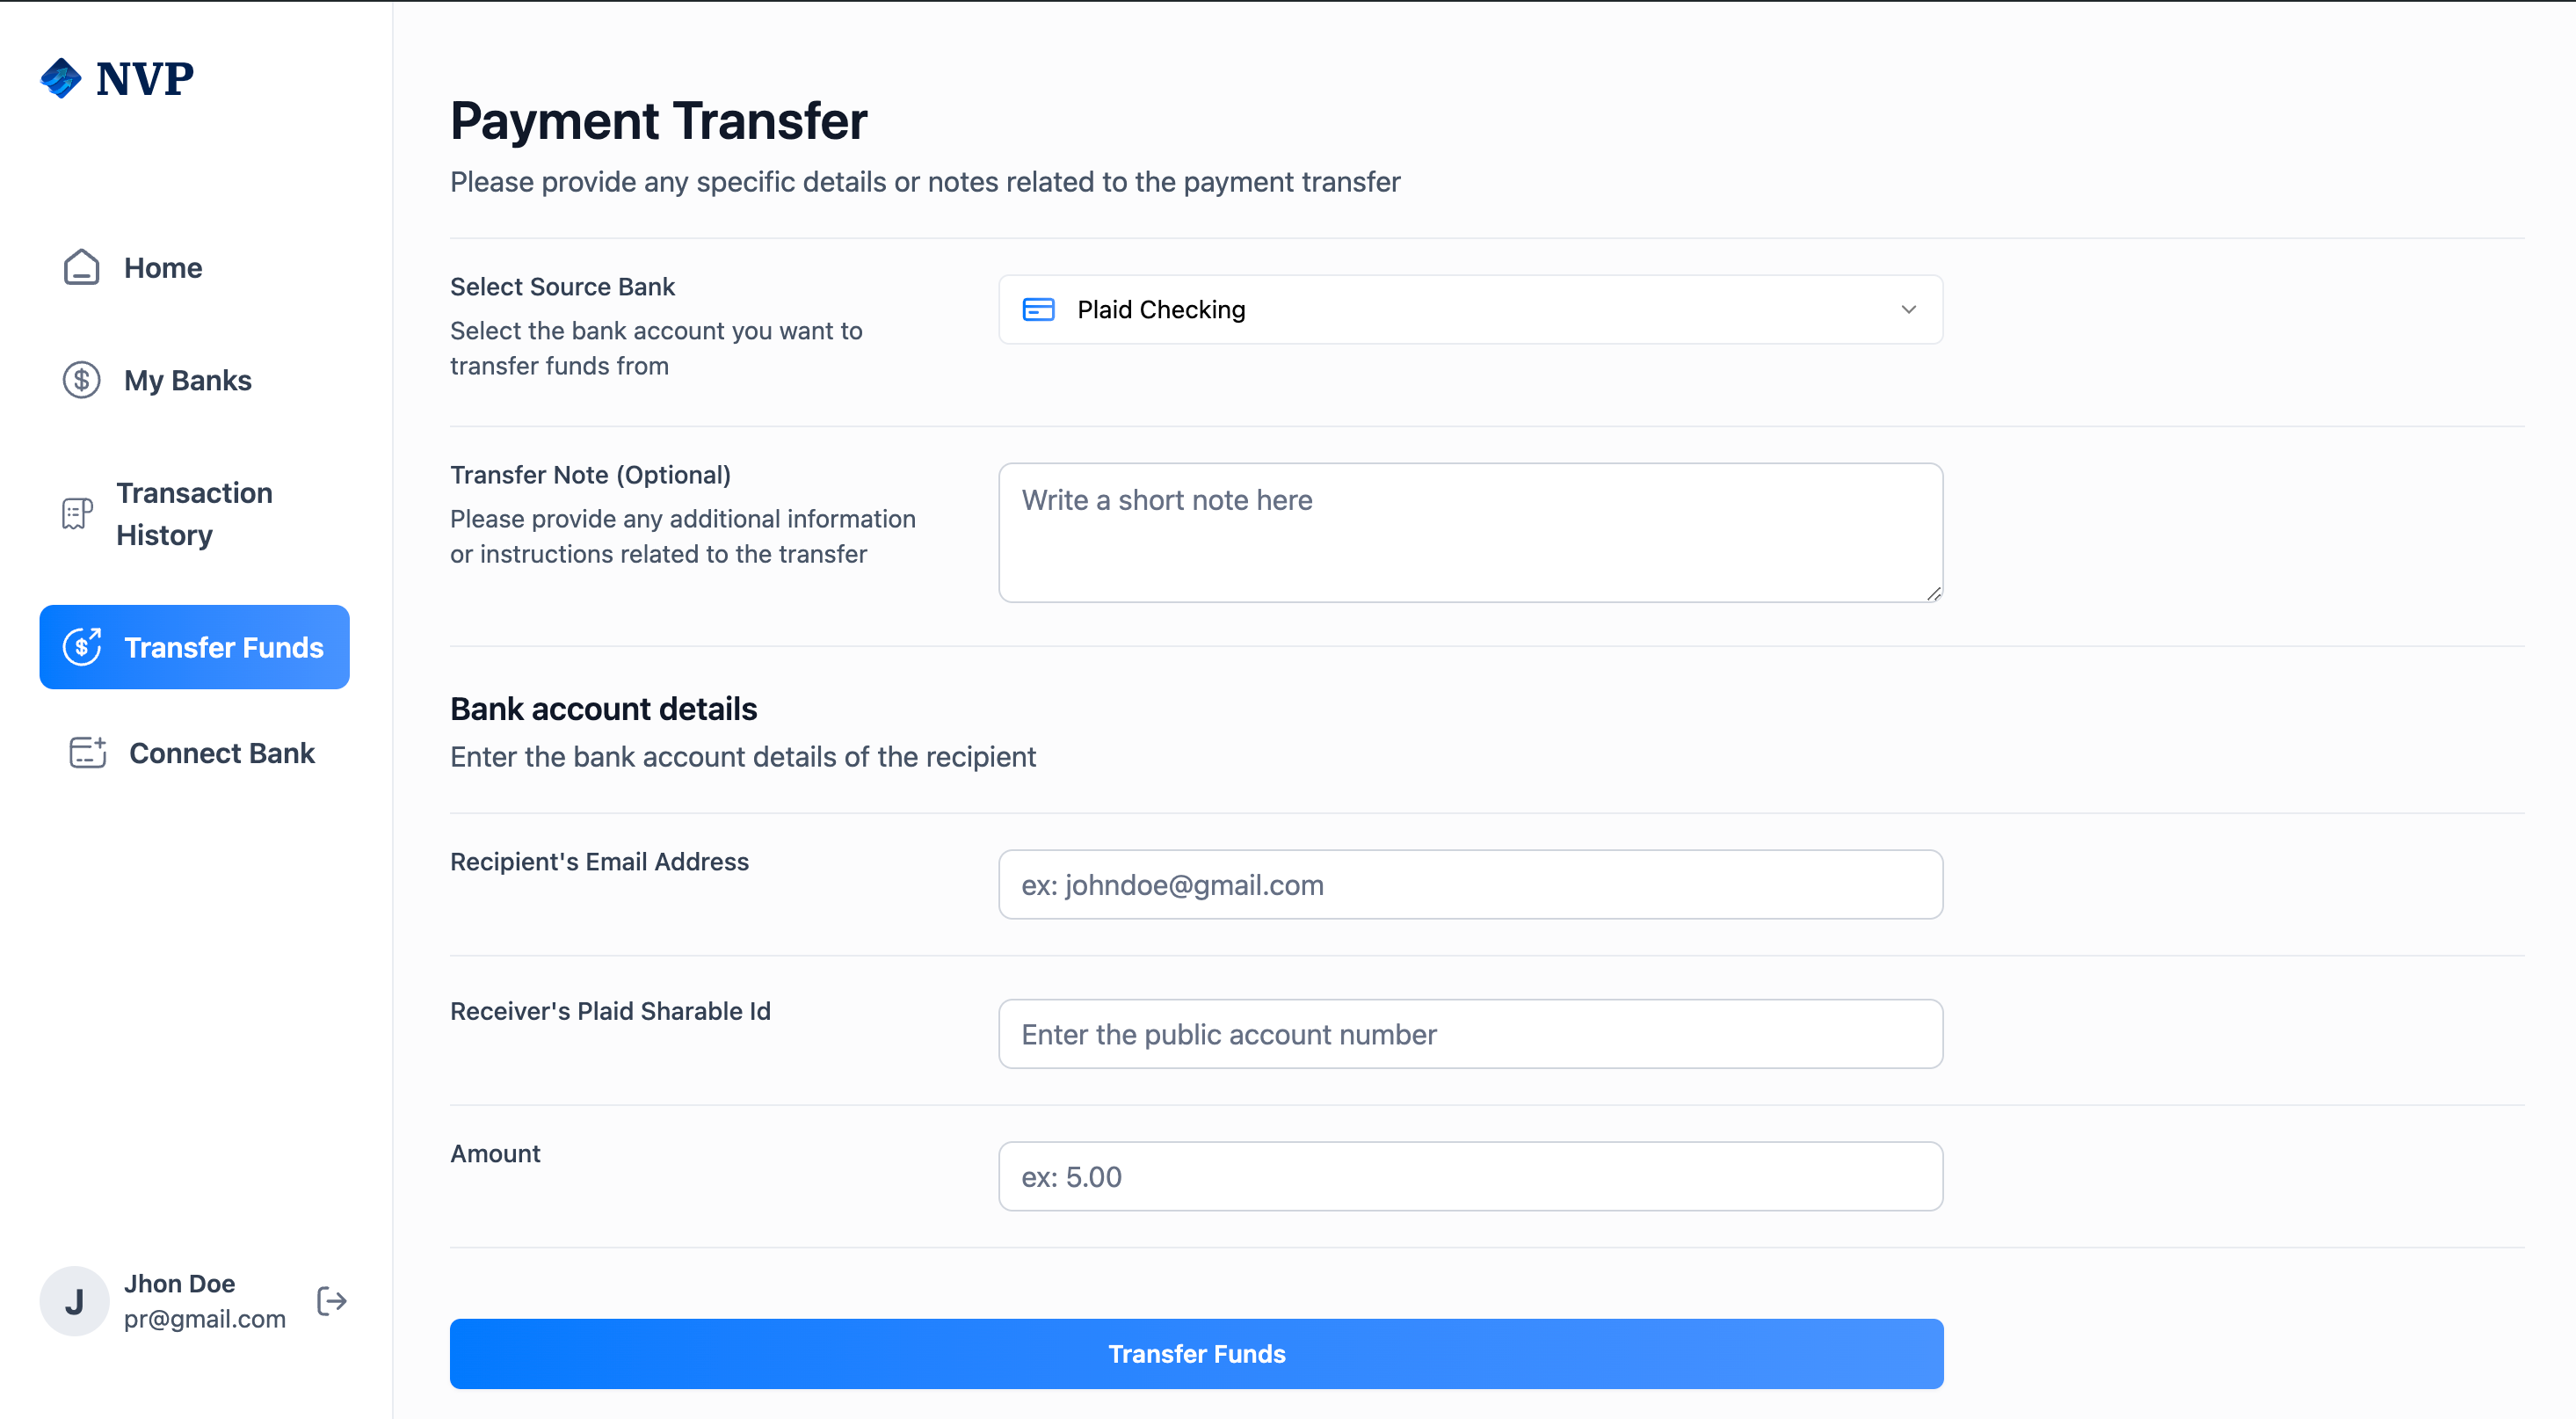 NVP
Home
My Banks
Transaction
History
Transfer Funds
Connect Bank
J
Jhon Doe
pr@gmail.com
Payment Transfer
Please provide any specific details or notes related to the payment transfer
Select Source Bank
Select the bank account you want to
transfer funds from
Plaid Checking
Transfer Note (Optional)
Please provide any additional information
or instructions related to the transfer
Write a short note here
Bank account details
Enter the bank account details of the recipient
Recipient's Email Address
ex: johndoe@gmail.com
Receiver's Plaid Sharable Id
Enter the public account number
Amount
ex: 5.00
Transfer Funds